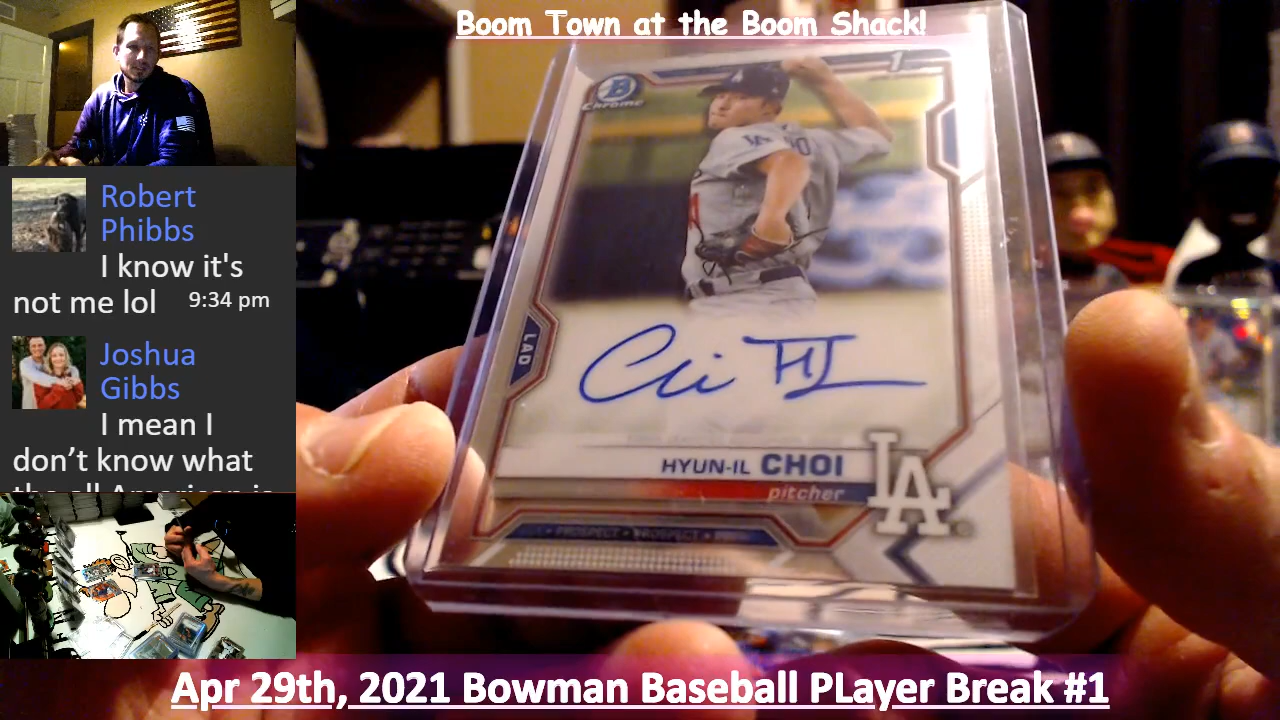 Boom Town at the Boom Shack!
Robert
Phibbs
I know it's
not me lol 9:34 pm
Joshua
Gibbs
I mean I
don’t know what
B
Chrome
1
LA
LAD
HYUN-IL CHOI
pitcher
LA
PROSPECT • PROSPECT
Apr 29th, 2021 Bowman Baseball PLayer Break #1